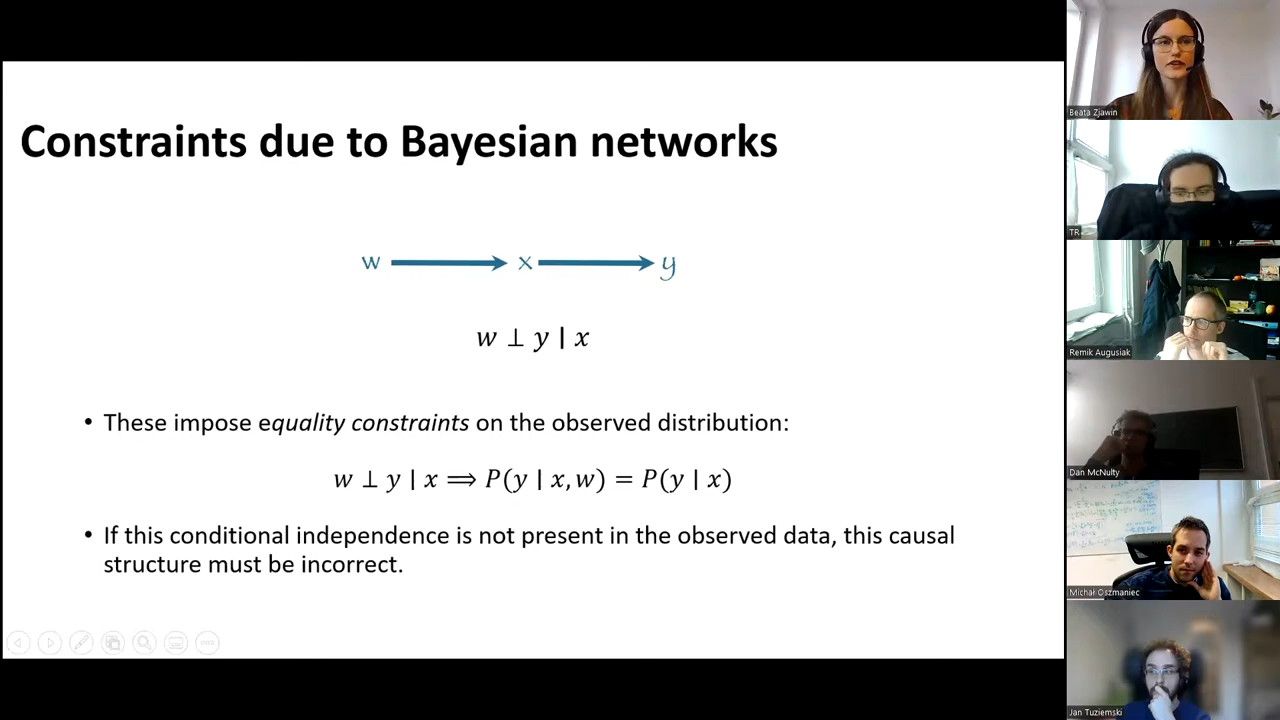 Constraints due to Bayesian networks
w x y
w ⊥ y | x
• These impose equality constraints on the observed distribution:
w ⊥ y | x ⟹ P(y | x, w) = P(y | x)
• If this conditional independence is not present in the observed data, this causal
structure must be incorrect.
Beata Zjawin
TR
Remik Augusiak
Dan McNulty
Michał Oszmaniec
Jan Tuziemski